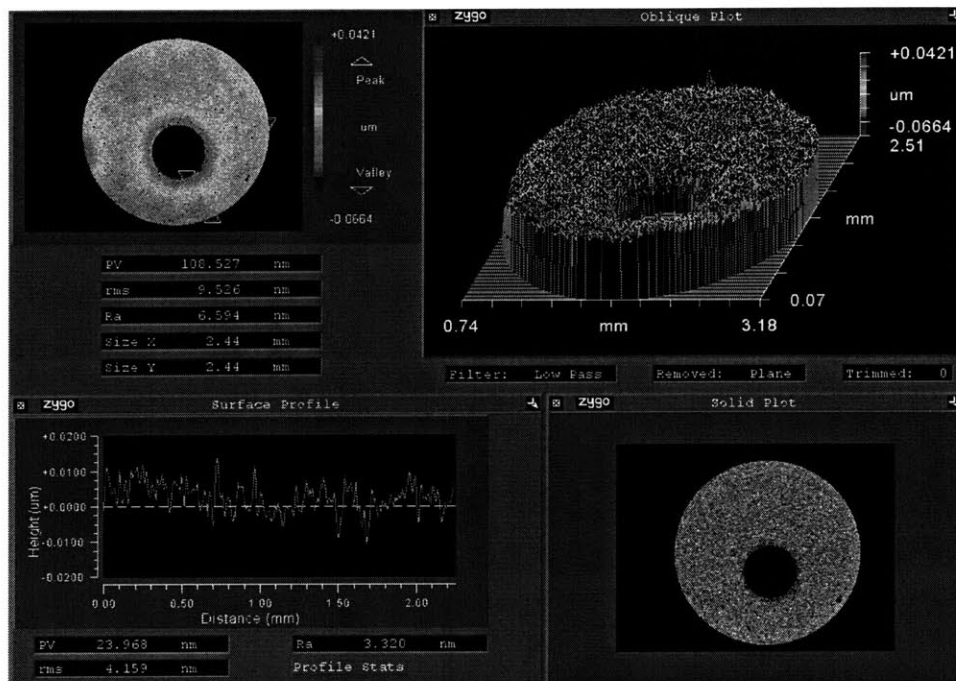 +0.0421
Peak
um
Valley
-0.0664
PV 108.527 nm
rms 9.526 nm
Ra 6.594 nm
Size X 2.44 mm
Size Y 2.44 mm
zygo Oblique Plot
+0.0421
um
-0.0664
2.51
mm
0.07
0.74 mm 3.18
Filter: Low Pass Removed: Plane Trimmed: 0
zygo Surface Profile
+0.0200
+0.0100
+0.0000
-0.0100
-0.0200
Height (um)
0.00 0.50 1.00 1.50 2.00
Distance (mm)
PV 23.968 nm
rms 4.159 nm
Ra 3.320 nm
Profile Stats
zygo Solid Plot